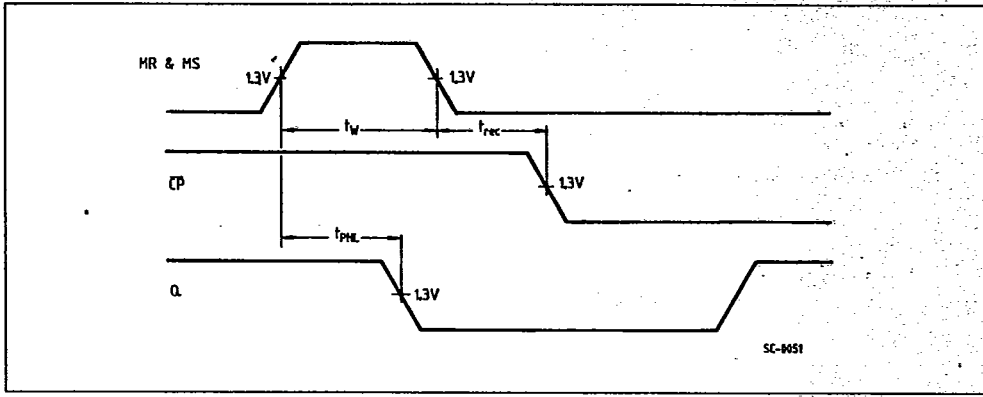 MR & MS
1.3V
1.3V
tW
trec
CP
1.3V
tPHL
Q
1.3V
SC-0051